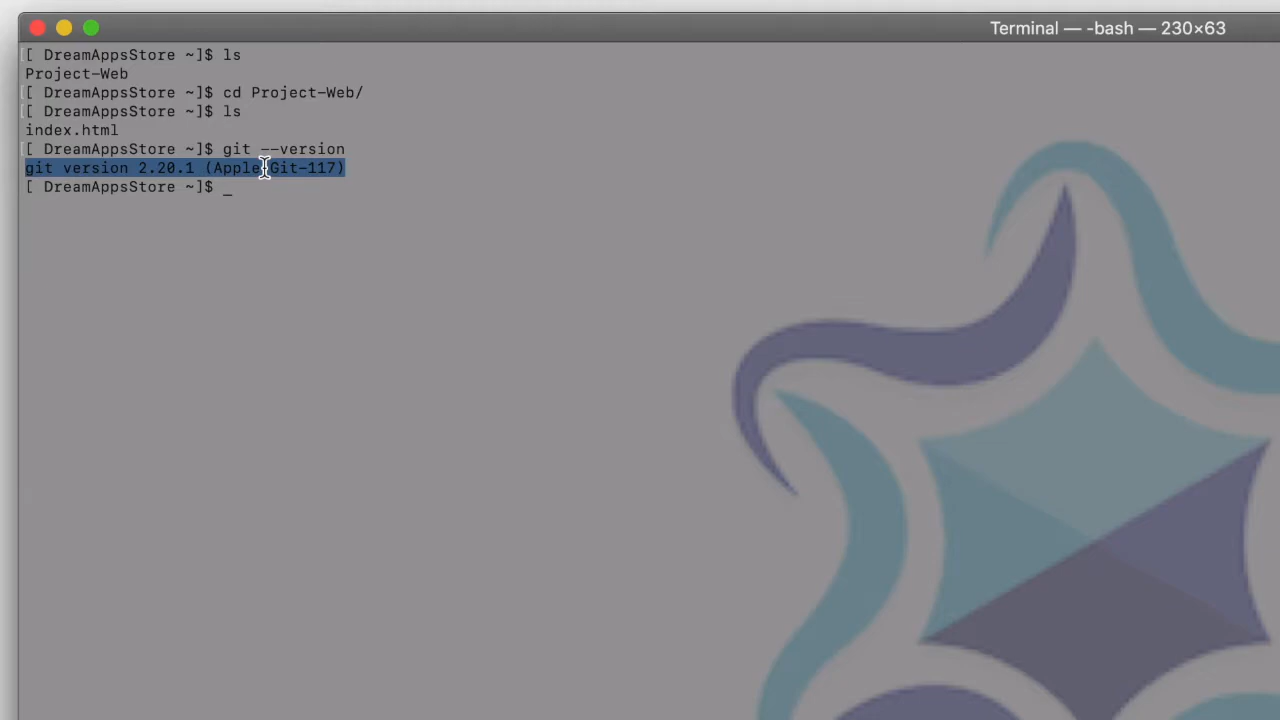 Terminal — -bash — 230×63
[ DreamAppsStore ~]$ ls
Project-Web
[ DreamAppsStore ~]$ cd Project-Web/
[ DreamAppsStore ~]$ ls
index.html
[ DreamAppsStore ~]$ git --version
git version 2.20.1 (Apple Git-117)
[ DreamAppsStore ~]$ _